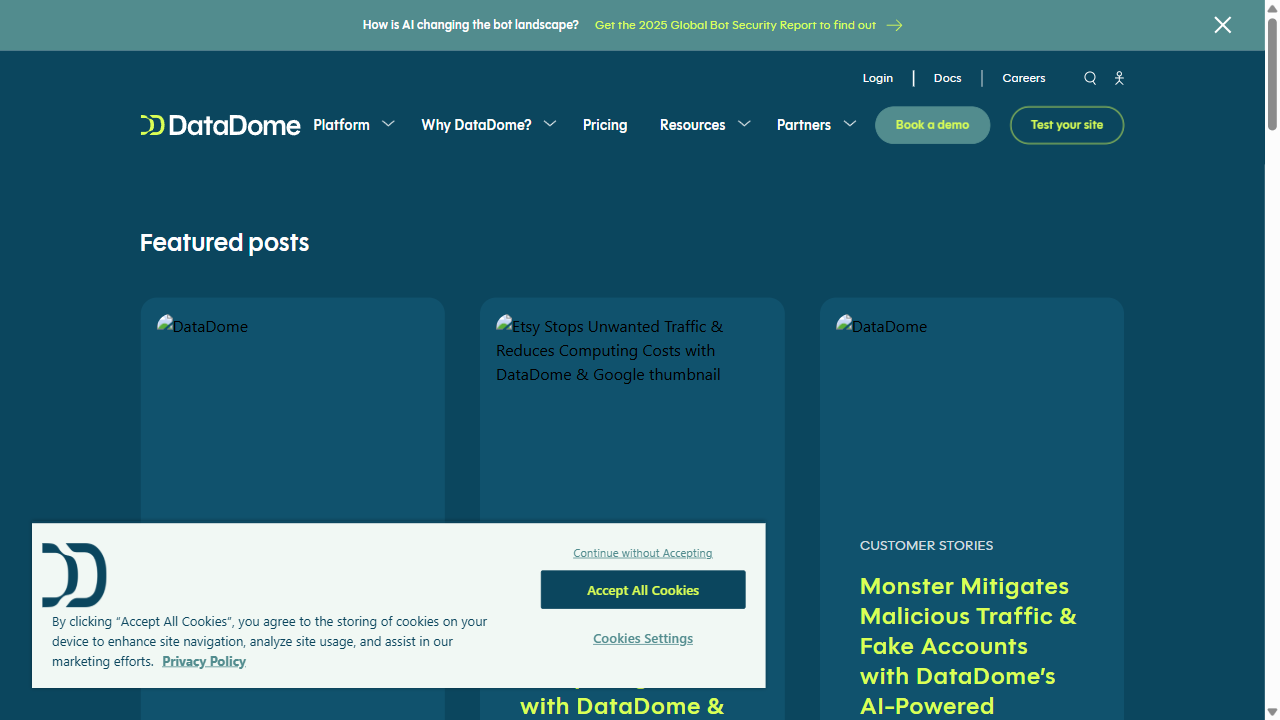 How is AI changing the bot landscape? Get the 2025 Global Bot Security Report to find out
Login Docs Careers
DataDome Platform Why DataDome? Pricing Resources Partners Book a demo Test your site
Featured posts
DataDome
Etsy Stops Unwanted Traffic &
Reduces Computing Costs with
DataDome & Google thumbnail
DataDome
CUSTOMER STORIES
Monster Mitigates
Malicious Traffic &
Fake Accounts
with DataDome's
AI-Powered
with DataDome &
Continue without Accepting
Accept All Cookies
Cookies Settings
By clicking “Accept All Cookies”, you agree to the storing of cookies on your
device to enhance site navigation, analyze site usage, and assist in our
marketing efforts. Privacy Policy